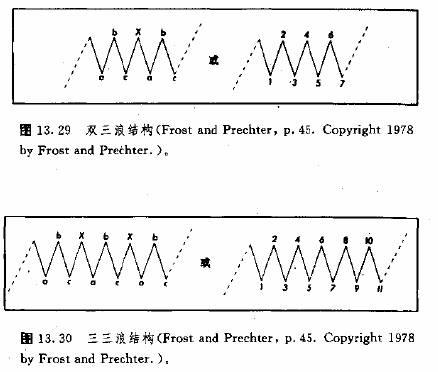 b X b
a c a c
或
2 4 6
1 3 5 7
图 13.29 双三浪结构(Frost and Prechter, p.45. Copyright 1978
by Frost and Prechter.)。
b X b X b
a c a c a c
或
2 4 6 8 10
1 3 5 7 9 11
图 13.30 三三浪结构(Frost and Prechter, p.45. Copyright 1978
by Frost and Prechter.)。